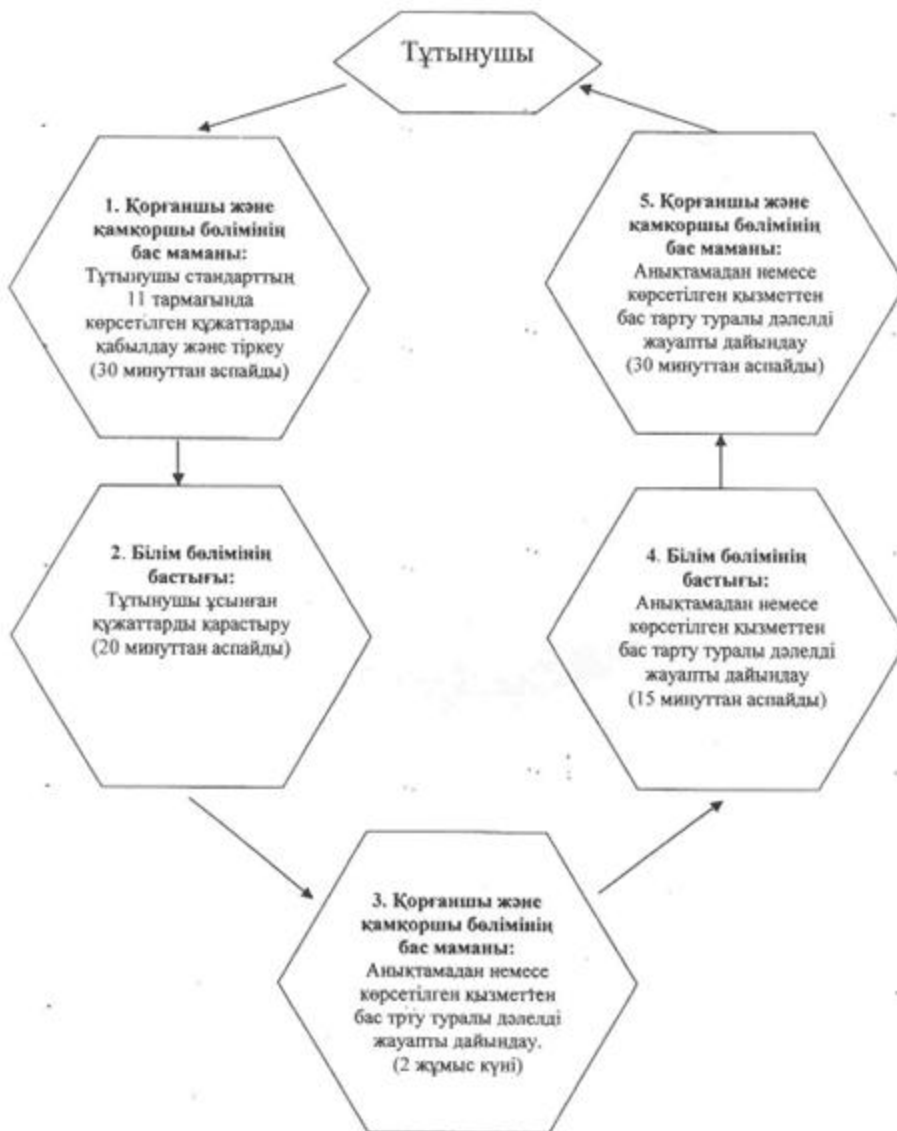 Тұтынушы
1. Қорғаншы және
қамқоршы бөлімінің
бас маманы:
Тұтынушы стандарттың
11 тармағында
көрсетілген құжаттарды
қабылдау және тіркеу
(30 минуттан аспайды)
2. Білім бөлімінің
бастығы:
Тұтынушы ұсынған
құжаттарды қарастыру
(20 минуттан аспайды)
3. Қорғаншы және
қамқоршы бөлімінің
бас маманы:
Анықтамадан немесе
көрсетілген қызметтен
бас трту туралы дәлелді
жауапты дайындау.
(2 жұмыс күні)
4. Білім бөлімінің
бастығы:
Анықтамадан немесе
көрсетілген қызметтен
бас тарту туралы дәлелді
жауапты дайындау
(15 минуттан аспайды)
5. Қорғаншы және
қамқоршы бөлімінің
бас маманы:
Анықтамадан немесе
көрсетілген қызметтен
бас тарту туралы дәлелді
жауапты дайындау
(30 минуттан аспайды)